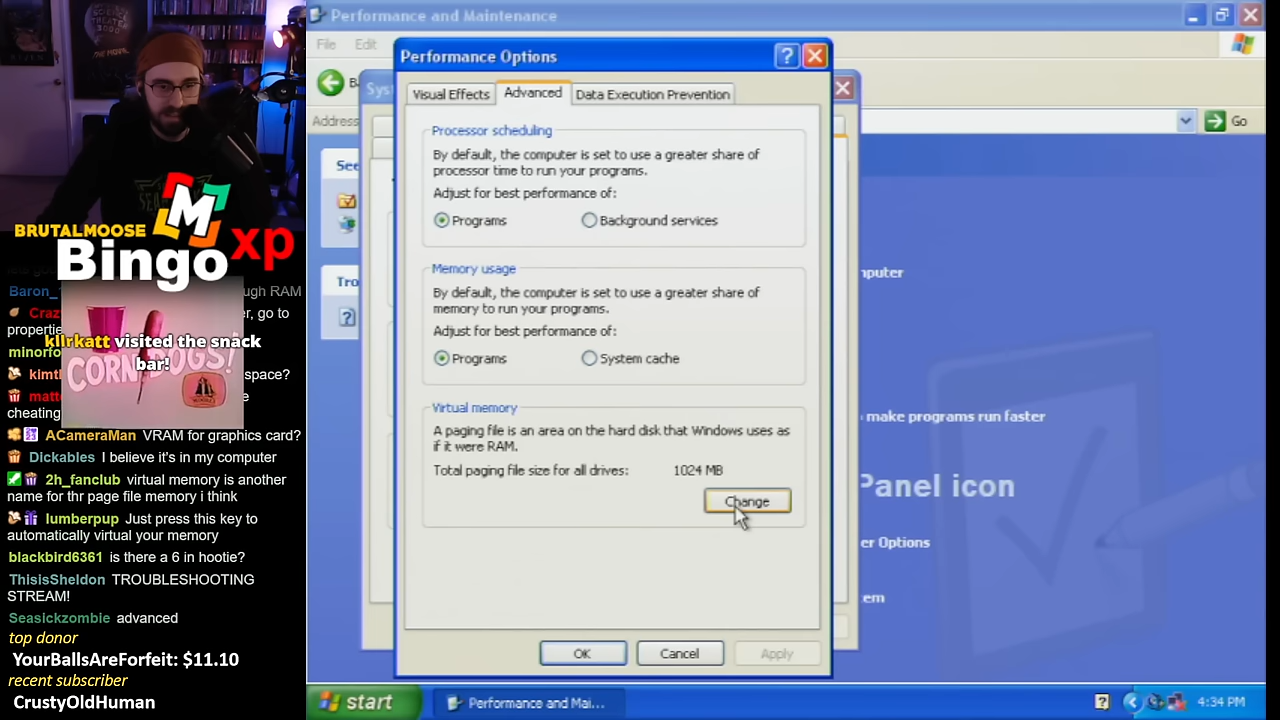 Performance and Maintenance
File
Edit
Address
Go
Performance Options
Visual Effects
Advanced
Data Execution Prevention
Processor scheduling
By default, the computer is set to use a greater share of
processor time to run your programs.
Adjust for best performance of:
Programs
Background services
Memory usage
By default, the computer is set to use a greater share of
memory to run your programs.
Adjust for best performance of:
Programs
System cache
Virtual memory
A paging file is an area on the hard disk that Windows uses as
if it were RAM.
Total paging file size for all drives:
1024 MB
Change
OK
Cancel
Apply
See
make programs run faster
Panel icon
er Options
start
Performance and Mai...
4:34 PM
BRUTALMOOSE
M
Bingo
xp
RAM
go to
kiirkatt visited the snack
bar!
CORN DOGS!
space?
cheating
ACameraMan VRAM for graphics card?
Dickables I believe it's in my computer
2h_fanclub virtual memory is another
name for thr page file memory i think
lumberpup Just press this key to
automatically virtual your memory
blackbird6361 is there a 6 in hootie?
ThisisSheldon TROUBLESHOOTING
STREAM!
Seasickzombie advanced
top donor
YourBallsAreForfeit: $11.10
recent subscriber
CrustyOldHuman